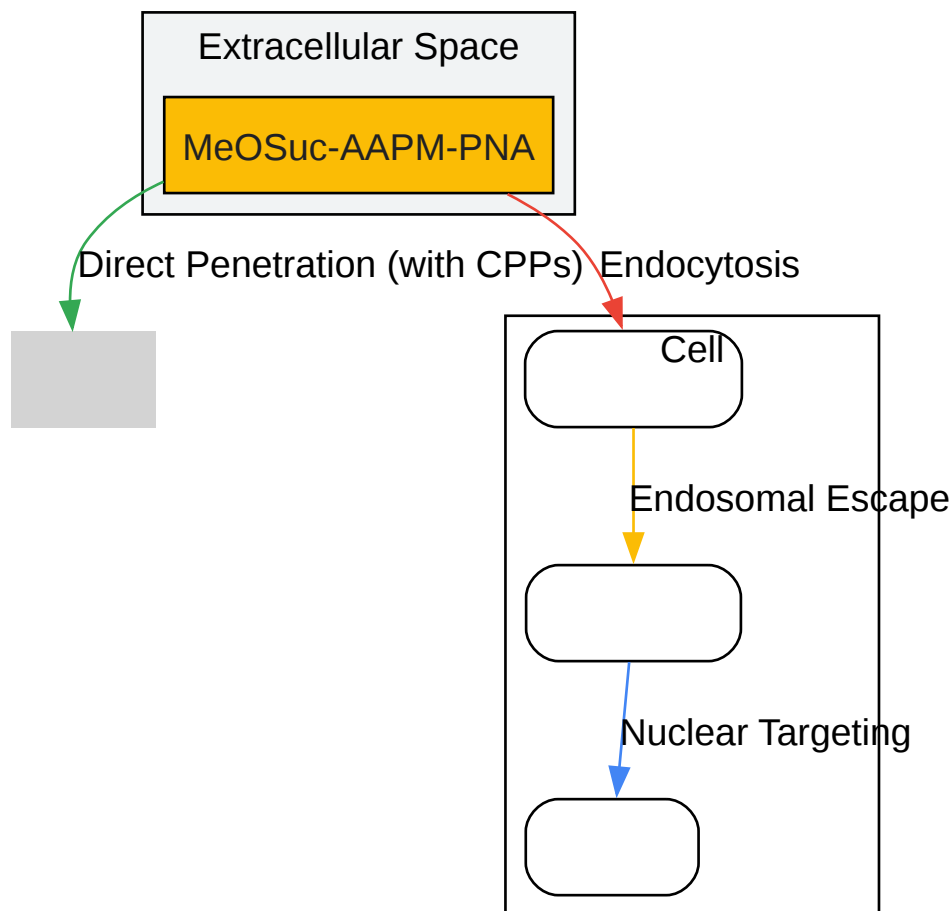 Extracellular Space
MeOSuc-AAPM-PNA
Direct Penetration (with CPPs)
Endocytosis
Cell
Endosomal Escape
Nuclear Targeting